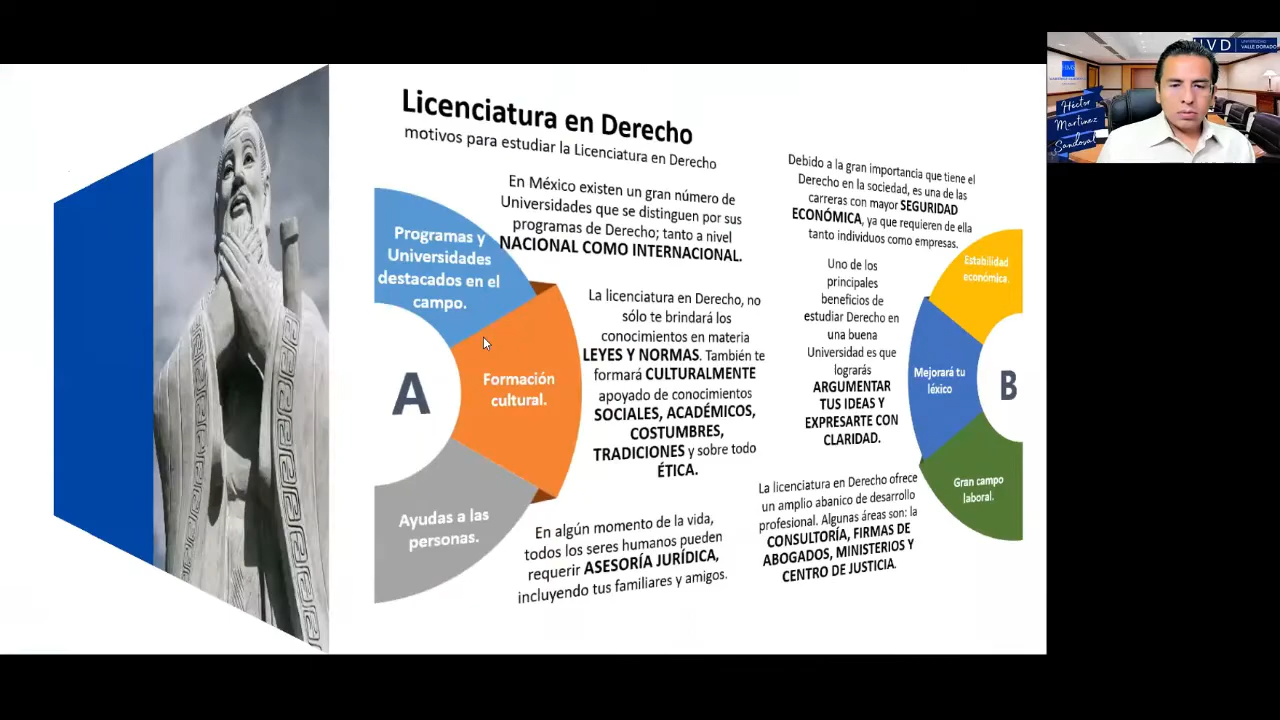 Licenciatura en Derecho
motivos para estudiar la Licenciatura en Derecho
Programas y
Universidades
destacados en el
campo.
En México existen un gran número de
Universidades que se distinguen por sus
programas de Derecho; tanto a nivel
NACIONAL COMO INTERNACIONAL.
A
Formación
cultural.
La licenciatura en Derecho, no
sólo te brindará los
conocimientos en materia
LEYES Y NORMAS. También te
formará CULTURALMENTE
apoyado de conocimientos
SOCIALES, ACADÉMICOS,
COSTUMBRES,
TRADICIONES y sobre todo
ÉTICA.
Ayudas a las
personas.
En algún momento de la vida,
todos los seres humanos pueden
requerir ASESORÍA JURÍDICA,
incluyendo tus familiares y amigos.
Debido a la gran importancia que tiene el
Derecho en la sociedad, es una de las
carreras con mayor SEGURIDAD
ECONÓMICA, ya que requieren de ella
tanto individuos como empresas.
Estabilidad
económica.
Uno de los
principales
beneficios de
estudiar Derecho en
una buena
Universidad es que
lograrás
ARGUMENTAR
TUS IDEAS Y
EXPRESARTE CON
CLARIDAD.
Mejorará tu
léxico
B
La licenciatura en Derecho ofrece
un amplio abanico de desarrollo
profesional. Algunas áreas son: la
CONSULTORÍA, FIRMAS DE
ABOGADOS, MINISTERIOS Y
CENTRO DE JUSTICIA.
Gran campo
laboral.
UVD
UNIVERSIDAD
VALLE DORADO
Héctor
Martínez
Sandoval